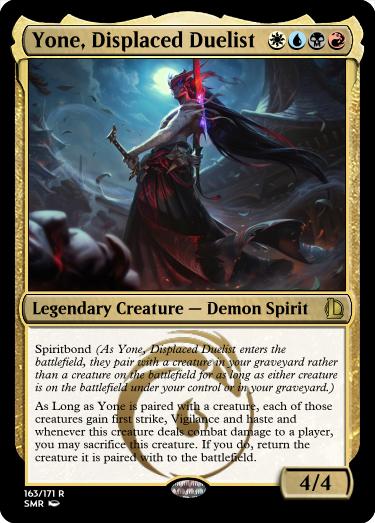 Yone, Displaced Duelist
Legendary Creature — Demon Spirit
Spiritbond (As Yone, Displaced Duelist enters the
battlefield, they pair with a creature in your graveyard rather
than a creature on the battlefield for as long as either creature
is on the battlefield under your control or in your graveyard.)
As Long as Yone is paired with a creature, each of those
creatures gain first strike, Vigilance and haste and
whenever this creature deals combat damage to a player,
you may sacrifice this creature. If you do, return the
creature it is paired with to the battlefield.
4/4
163/171 R
SMR